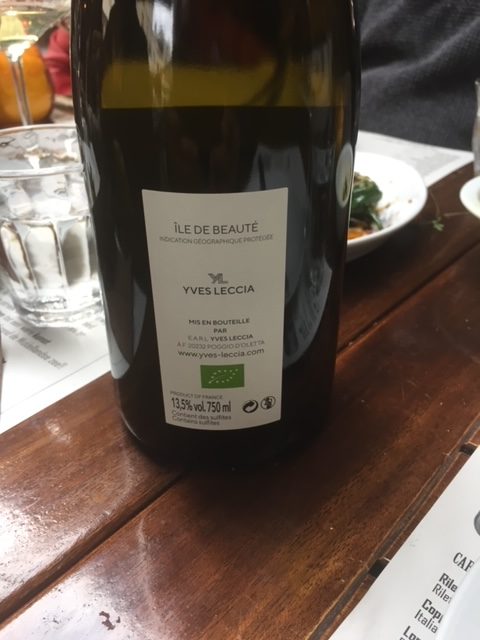 ÎLE DE BEAUTÉ
INDICATION GÉOGRAPHIQUE PROTÉGÉE
YL
YVES LECCIA
MIS EN BOUTEILLE
PAR
E.A.R.L YVES LECCIA
A.F 20232 POGGIO D'OLETTA
www.yves-leccia.com
PRODUCT OF FRANCE
13,5% vol. 750 ml
Contient des sulfites
Contains sulfites
Italia